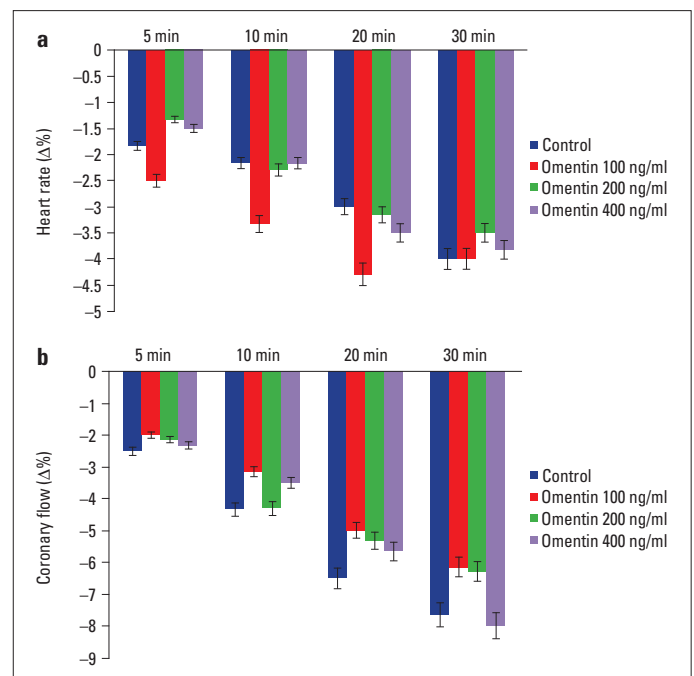 a
5 min 10 min 20 min 30 min
0
–0.5
–1
–1.5
–2
–2.5
–3
–3.5
–4
–4.5
–5
Heart rate (Δ%)
Control
Omentin 100 ng/ml
Omentin 200 ng/ml
Omentin 400 ng/ml
b
5 min 10 min 20 min 30 min
0
–1
–2
–3
–4
–5
–6
–7
–8
–9
Coronary flow (Δ%)
Control
Omentin 100 ng/ml
Omentin 200 ng/ml
Omentin 400 ng/ml